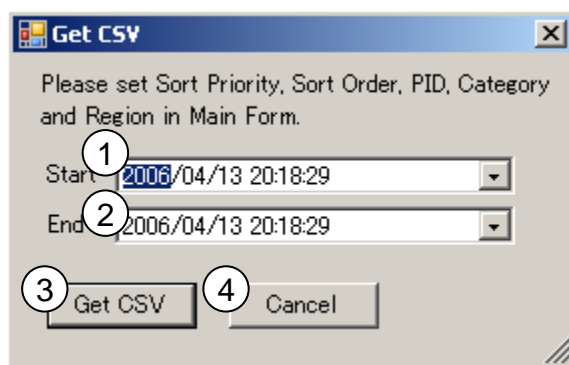 Get CSV
Please set Sort Priority, Sort Order, PID, Category
and Region in Main Form.
1
Start 2006/04/13 20:18:29
2
End 2006/04/13 20:18:29
3 Get CSV 4 Cancel